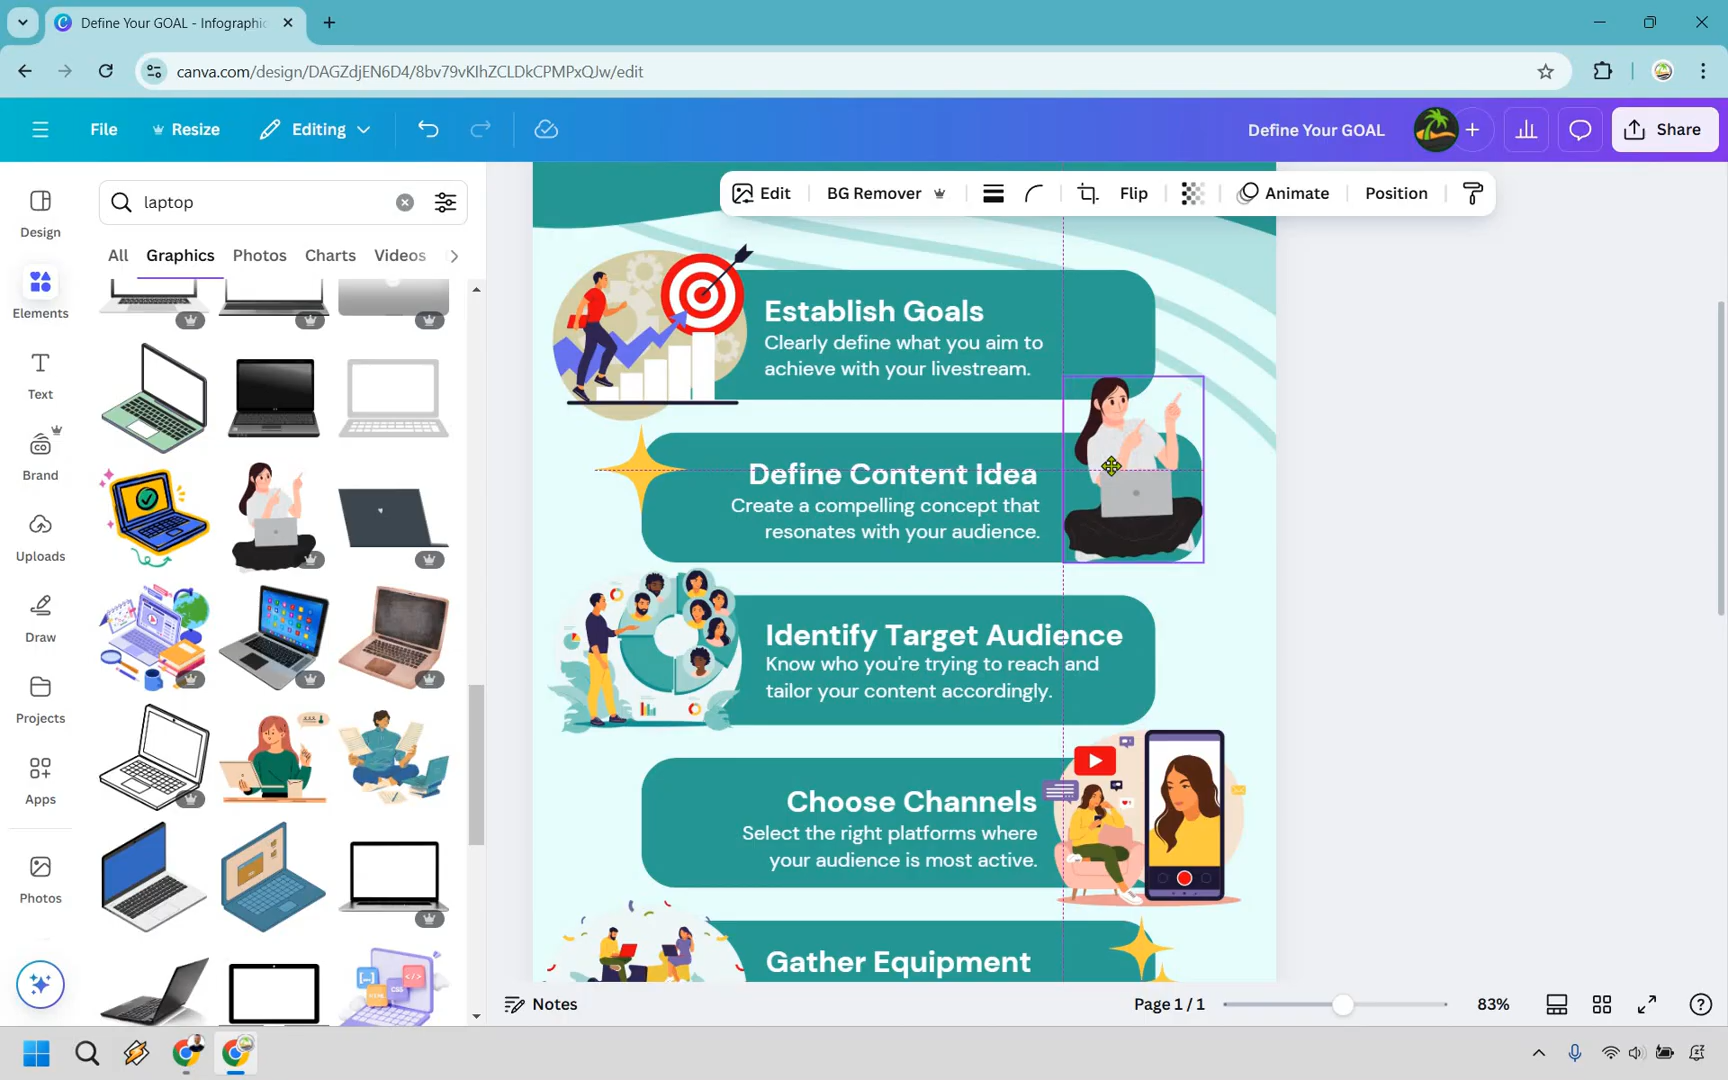 Define Your GOAL - Infographic
canva.com/design/DAGZdjEN6D4/8bv79vKlhZCLDkCPMPxQJw/edit
File
Resize
Editing
Define Your GOAL
Share
Design
Elements
Text
Brand
Uploads
Draw
Projects
Apps
Photos
laptop
All
Graphics
Photos
Charts
Videos
Edit
BG Remover
Flip
Animate
Position
Establish Goals
Clearly define what you aim to
achieve with your livestream.
Define Content Idea
Create a compelling concept that
resonates with your audience.
Identify Target Audience
Know who you're trying to reach and
tailor your content accordingly.
Choose Channels
Select the right platforms where
your audience is most active.
Gather Equipment
Notes
Page 1 / 1
83%